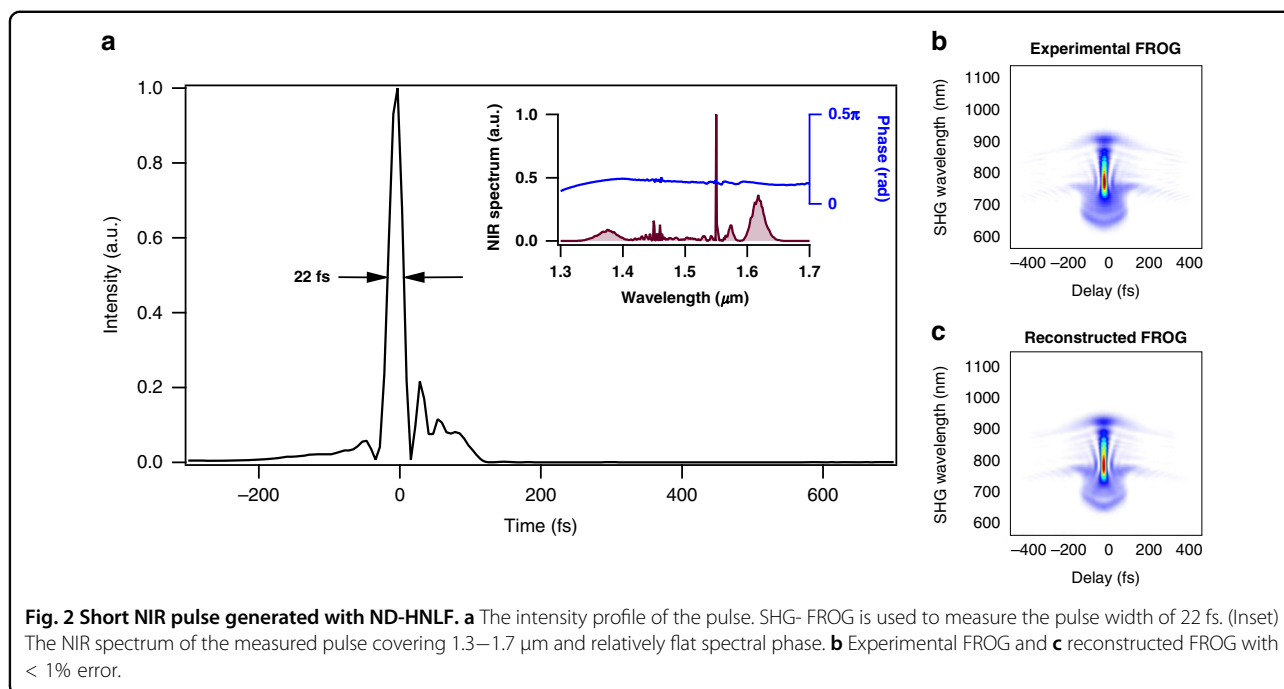 a
Intensity (a.u.)
1.0
0.8
0.6
0.4
0.2
0.0
22 fs
−200
0
200
400
600
Time (fs)
NIR spectrum (a.u.)
1.0
0.5
0.0
0.5π
0
Phase (rad)
1.3
1.4
1.5
1.6
1.7
Wavelength (μm)
b
Experimental FROG
SHG wavelength (nm)
1100
1000
900
800
700
600
−400 −200 0 200 400
Delay (fs)
c
Reconstructed FROG
SHG wavelength (nm)
1100
1000
900
800
700
600
−400 −200 0 200 400
Delay (fs)
Fig. 2 Short NIR pulse generated with ND-HNLF. a The intensity profile of the pulse. SHG- FROG is used to measure the pulse width of 22 fs. (Inset)
The NIR spectrum of the measured pulse covering 1.3−1.7 μm and relatively flat spectral phase. b Experimental FROG and c reconstructed FROG with
< 1% error.